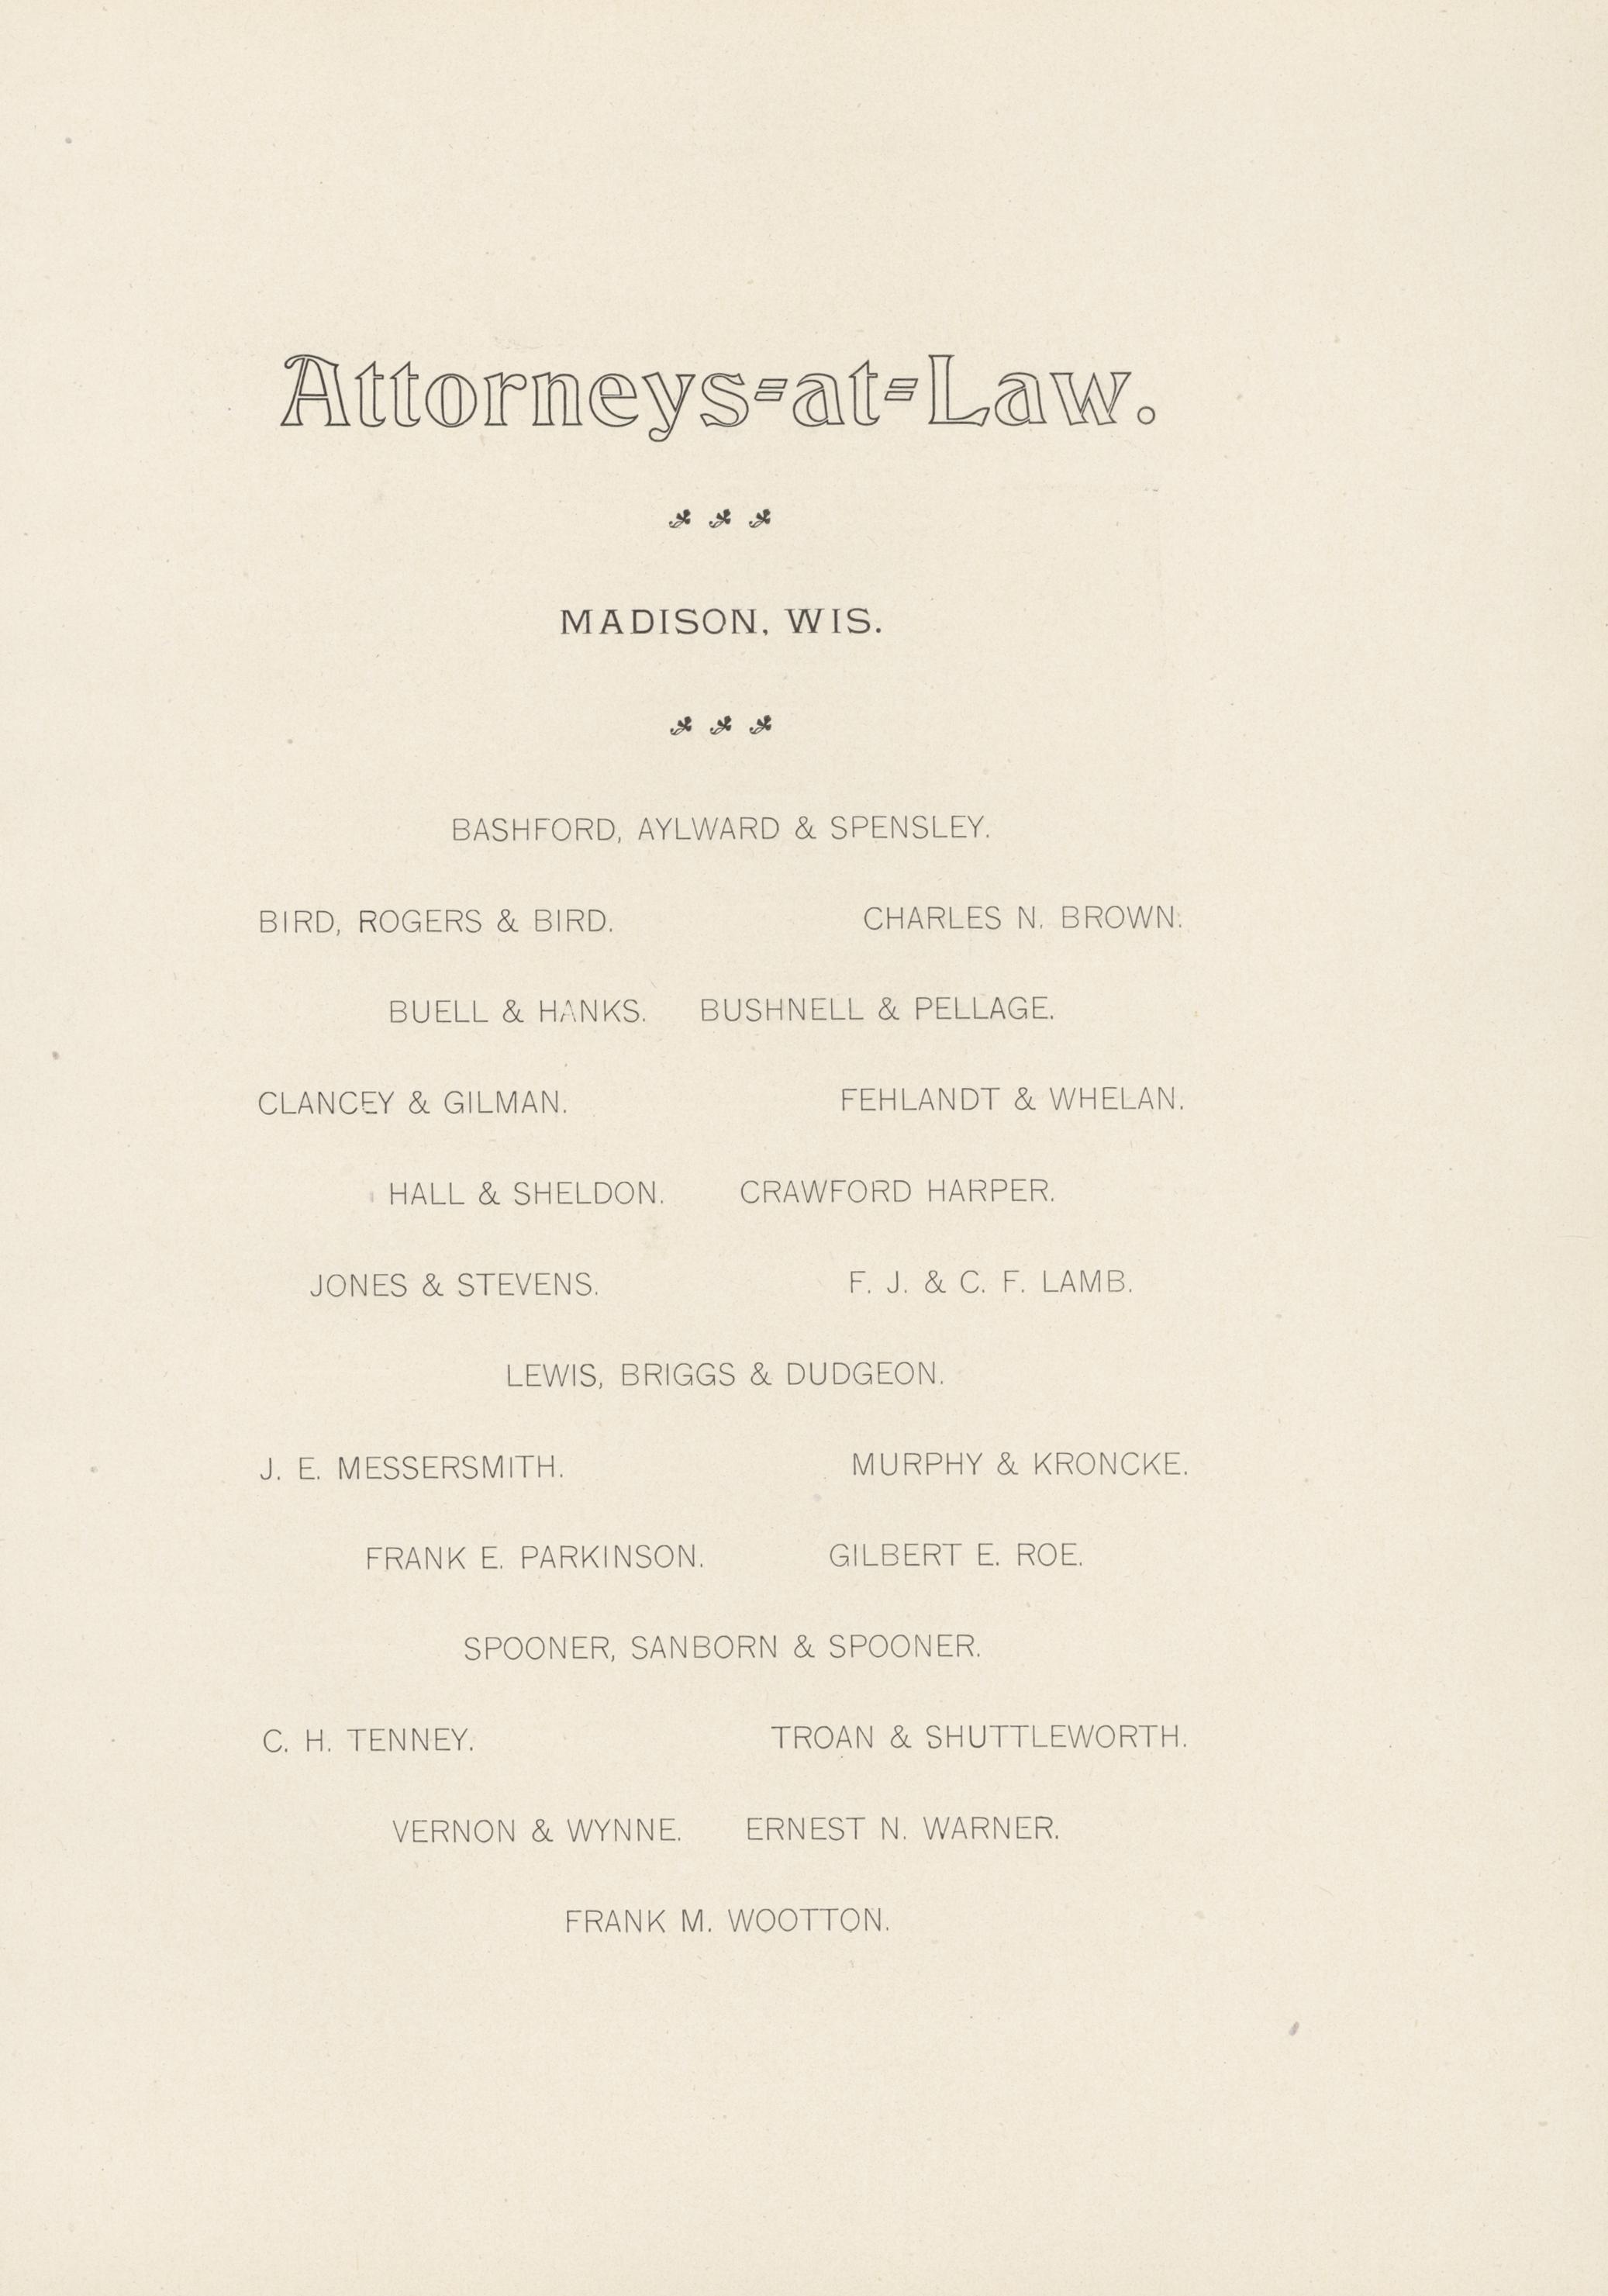 Attorneys-at-Law.
MADISON, WIS.
BASHFORD, AYLWARD & SPENSLEY.
BIRD, ROGERS & BIRD. CHARLES N. BROWN.
BUELL & HANKS. BUSHNELL & PELLAGE.
CLANCEY & GILMAN. FEHLANDT & WHELAN.
HALL & SHELDON. CRAWFORD HARPER.
JONES & STEVENS. F. J. & C. F. LAMB.
LEWIS, BRIGGS & DUDGEON.
J. E. MESSERSMITH. MURPHY & KRONCKE.
FRANK E. PARKINSON. GILBERT E. ROE.
SPOONER, SANBORN & SPOONER.
C. H. TENNEY. TROAN & SHUTTLEWORTH.
VERNON & WYNNE. ERNEST N. WARNER.
FRANK M. WOOTTON.